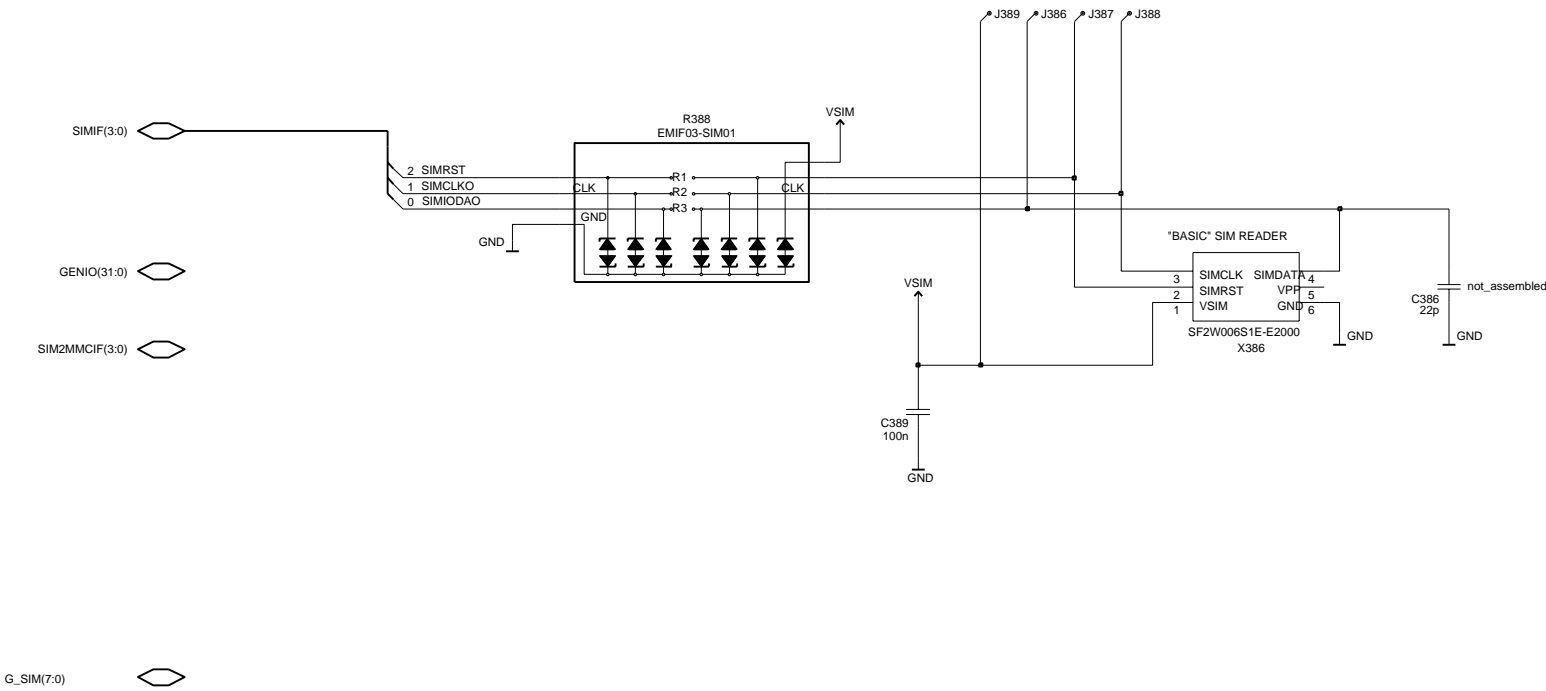 J389 J386 J387 J388
VSIM
R388
EMIF03-SIM01
SIMIF(3:0)
2 SIMRST
1 SIMCLKO
0 SIMIODAO
R1
CLK R2 CLK
R3
GND
GND
"BASIC" SIM READER
GENIO(31:0)
SIMCLK SIMDATA
3 4
SIMRST VPP
2 5
VSIM GND
1 6
VSIM
not_assembled
C386
22p
SF2W006S1E-E2000
X386
GND
GND
SIM2MMCIF(3:0)
C389
100n
GND
G_SIM(7:0)